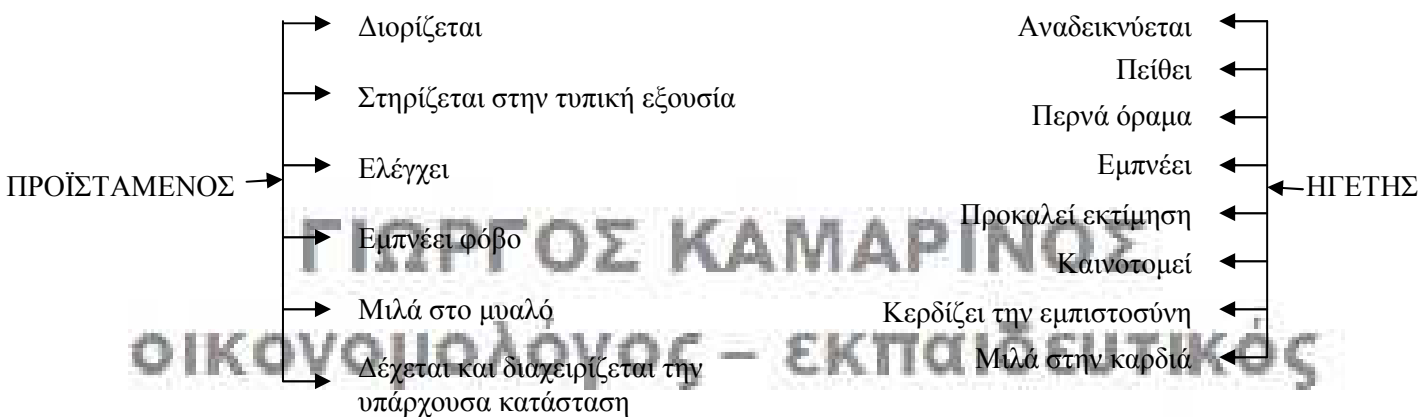 ΠΡΟΪΣΤΑΜΕΝΟΣ
Διορίζεται
Στηρίζεται στην τυπική εξουσία
Ελέγχει
Εμπνέει φόβο
Μιλά στο μυαλό
Δέχεται και διαχειρίζεται την
υπάρχουσα κατάσταση
ΗΓΕΤΗΣ
Αναδεικνύεται
Πείθει
Περνά όραμα
Εμπνέει
Προκαλεί εκτίμηση
Καινοτομεί
Κερδίζει την εμπιστοσύνη
Μιλά στην καρδιά
ΓΙΩΡΓΟΣ ΚΑΜΑΡΙΝΟΣ
οικονομολόγος – εκπαιδευτικός